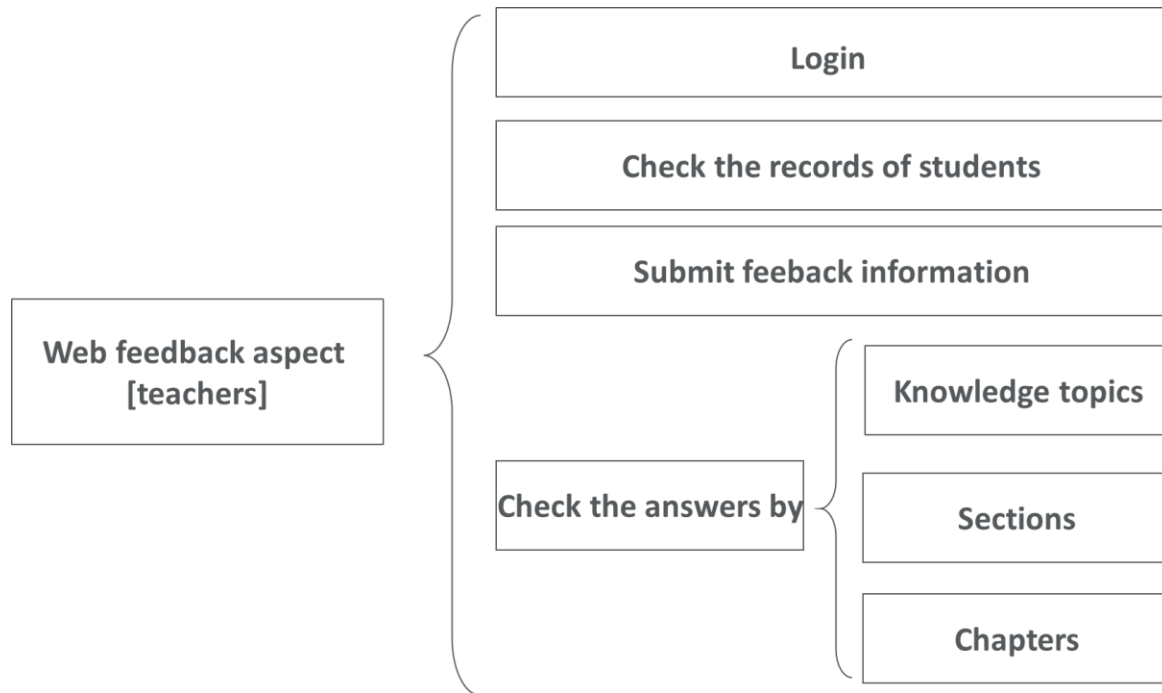 Login
Check the records of students
Submit feeback information
Web feedback aspect
[teachers]
Check the answers by
Knowledge topics
Sections
Chapters